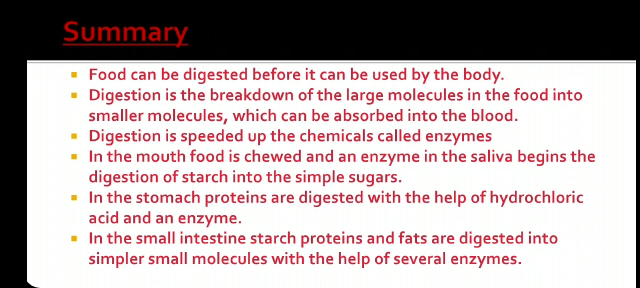 Summary
Food can be digested before it can be used by the body.
Digestion is the breakdown of the large molecules in the food into
smaller molecules, which can be absorbed into the blood.
Digestion is speeded up the chemicals called enzymes
In the mouth food is chewed and an enzyme in the saliva begins the
digestion of starch into the simple sugars.
In the stomach proteins are digested with the help of hydrochloric
acid and an enzyme.
In the small intestine starch proteins and fats are digested into
simpler small molecules with the help of several enzymes.